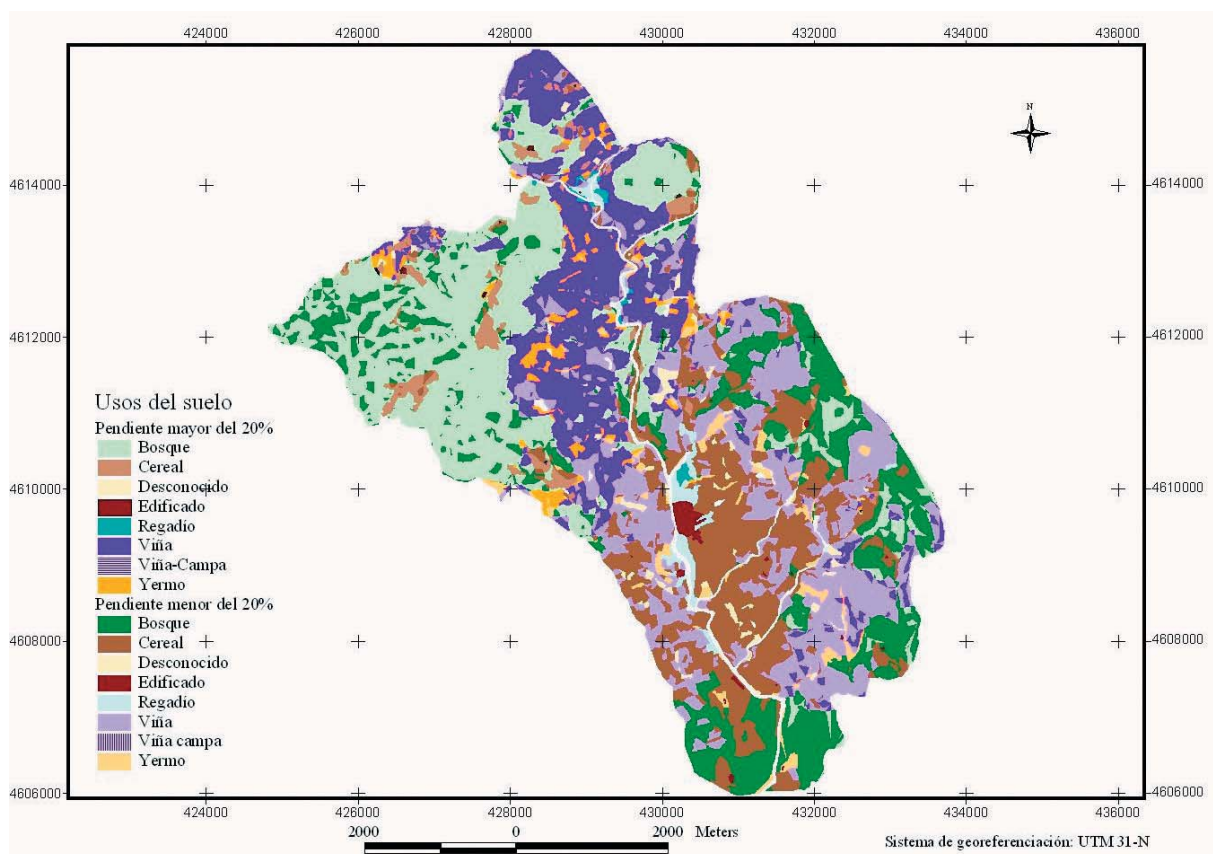 424000 426000 428000 430000 432000 434000 436000
N
4614000 4614000
4612000 4612000
4610000 4610000
4608000 4608000
4606000 4606000
Usos del suelo
Pendiente mayor del 20%
Bosque
Cereal
Desconocido
Edificado
Regadío
Viña
Viña-Campa
Yermo
Pendiente menor del 20%
Bosque
Cereal
Desconocido
Edificado
Regadío
Viña
Viña campa
Yermo
424000 426000 428000 430000 432000 434000 436000
2000 0 2000 Meters
Sistema de georeferenciación: UTM 31-N